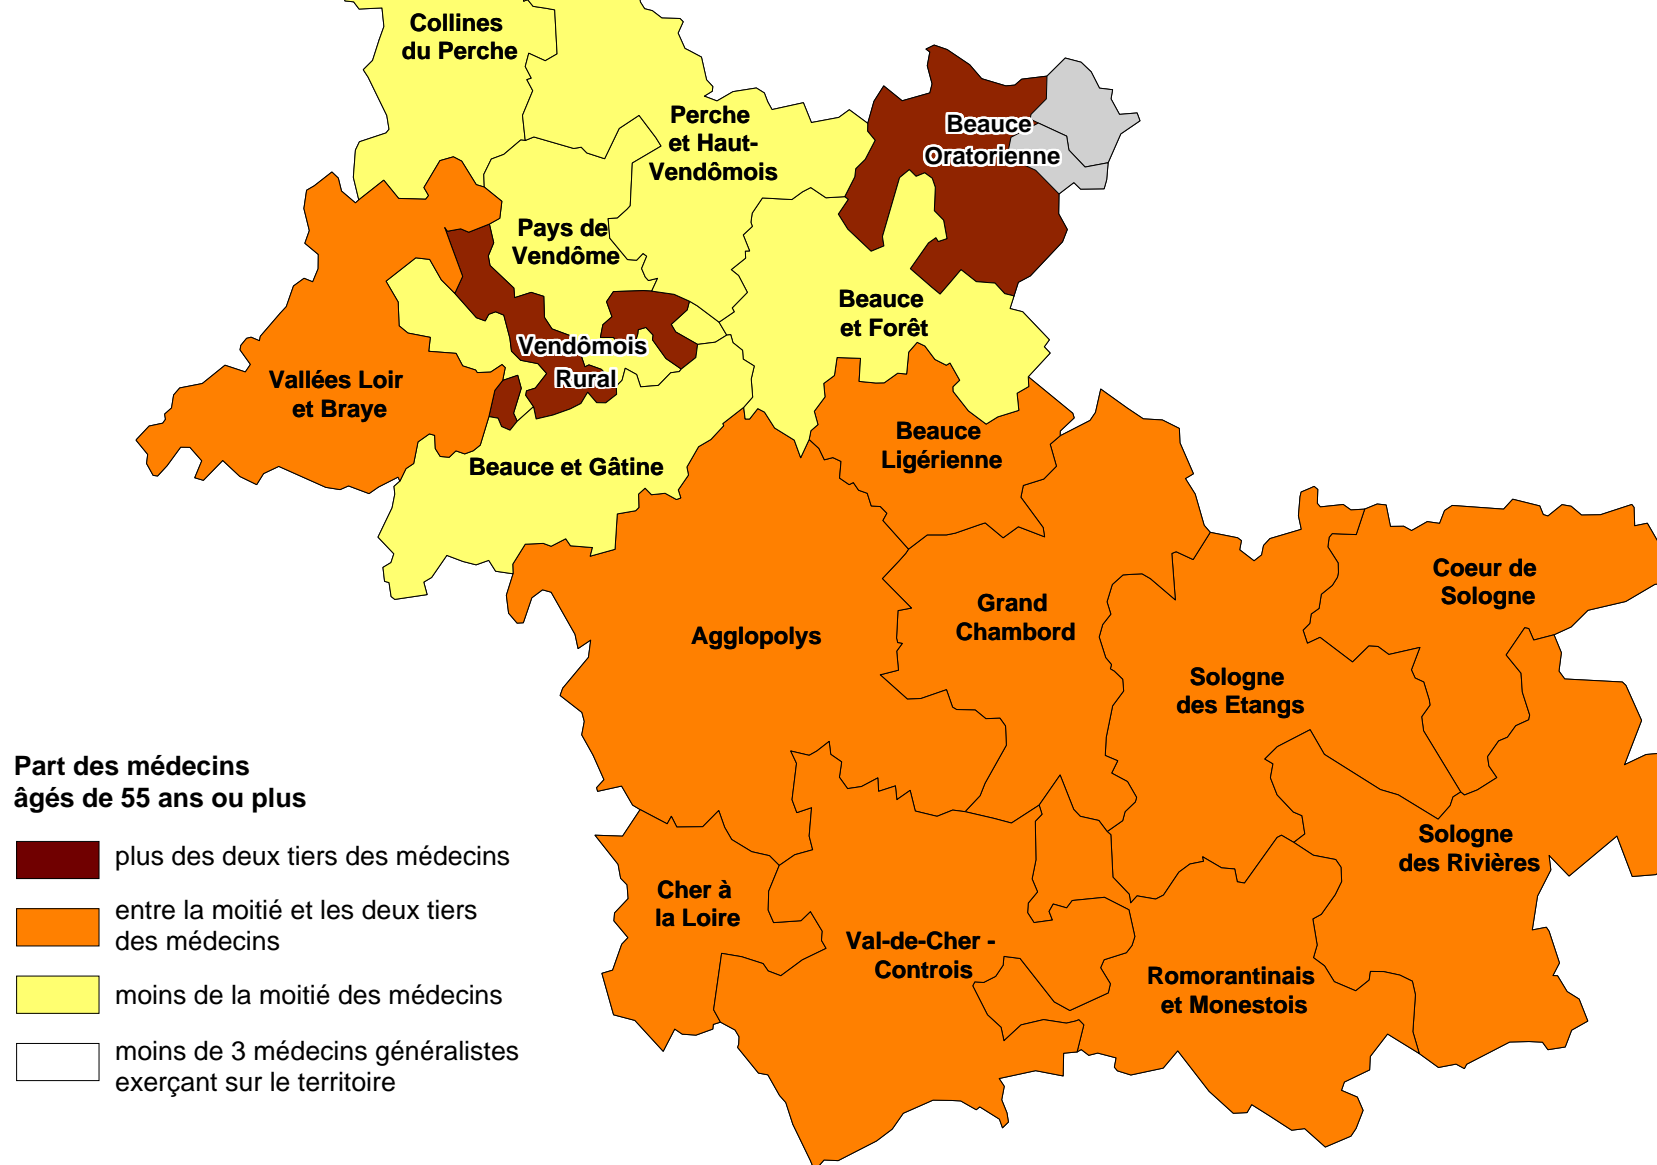 Collines
du Perche
Perche
et Haut-
Vendômois
Beauce
Oratorienne
Pays de
Vendôme
Beauce
et Forêt
Vendômois
Rural
Vallées Loir
et Braye
Beauce
Ligérienne
Beauce et Gâtine
Coeur de
Sologne
Grand
Chambord
Agglopolys
Sologne
des Etangs
Part des médecins
âgés de 55 ans ou plus
plus des deux tiers des médecins
entre la moitié et les deux tiers
des médecins
moins de la moitié des médecins
moins de 3 médecins généralistes
exerçant sur le territoire
Sologne
des Rivières
Cher à
la Loire
Val-de-Cher -
Controis
Romorantinais
et Monestois